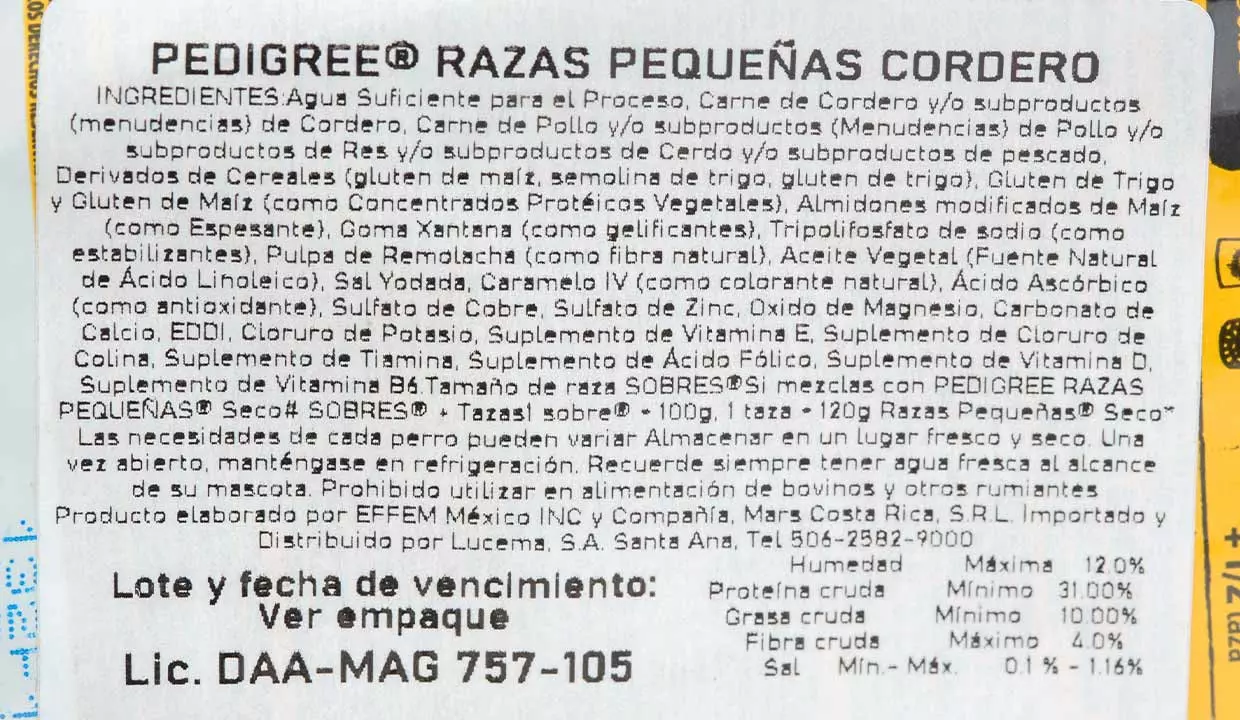 PEDIGREE® RAZAS PEQUEÑAS CORDERO
INGREDIENTES:Agua Suficiente para el Proceso, Carne de Cordero y/o subproductos
(menudencias) de Cordero, Carne de Pollo y/o subproductos (Menudencias) de Pollo y/o
subproductos de Res y/o subproductos de Cerdo y/o subproductos de pescado,
Derivados de Cereales (gluten de maíz, semolina de trigo, gluten de trigo), Gluten de Trigo
y Gluten de Maíz (como Concentrados Protéicos Vegetales), Almidones modificados de Maíz
(como Espesante), Goma Xantana (como gelificantes), Tripolifosfato de sodio (como
estabilizantes), Pulpa de Remolacha (como fibra natural), Aceite Vegetal (Fuente Natural
de Ácido Linoleico), Sal Yodada, Caramelo IV (como colorante natural), Ácido Ascórbico
(como antioxidante), Sulfato de Cobre, Sulfato de Zinc, Oxido de Magnesio, Carbonato de
Calcio, EDDI, Cloruro de Potasio, Suplemento de Vitamina E, Suplemento de Cloruro de
Colina, Suplemento de Tiamina, Suplemento de Ácido Fólico, Suplemento de Vitamina D,
Suplemento de Vitamina B6.Tamaño de raza SOBRES®Si mezclas con PEDIGREE RAZAS
PEQUEÑAS® Seco# SOBRES® + Tazas1 sobre® - 100g, 1 taza - 120g Razas Pequeñas® Seco*
Las necesidades de cada perro pueden variar Almacenar en un lugar fresco y seco. Una
vez abierto, manténgase en refrigeración. Recuerde siempre tener agua fresca al alcance
de su mascota. Prohibido utilizar en alimentación de bovinos y otros rumiantes
Producto elaborado por EFFEM México INC y Compañía, Mars Costa Rica, S.R.L. Importado y
Distribuido por Lucema, S.A. Santa Ana, Tel 506-2582-9000
Humedad Máxima 12.0%
Proteína cruda Mínimo 31.00%
Grasa cruda Mínimo 10.00%
Fibra cruda Máximo 4.0%
Sal Mín.- Máx. 0.1 % - 1.16%
Lote y fecha de vencimiento:
Ver empaque
Lic. DAA-MAG 757-105
+ 1/2 taza